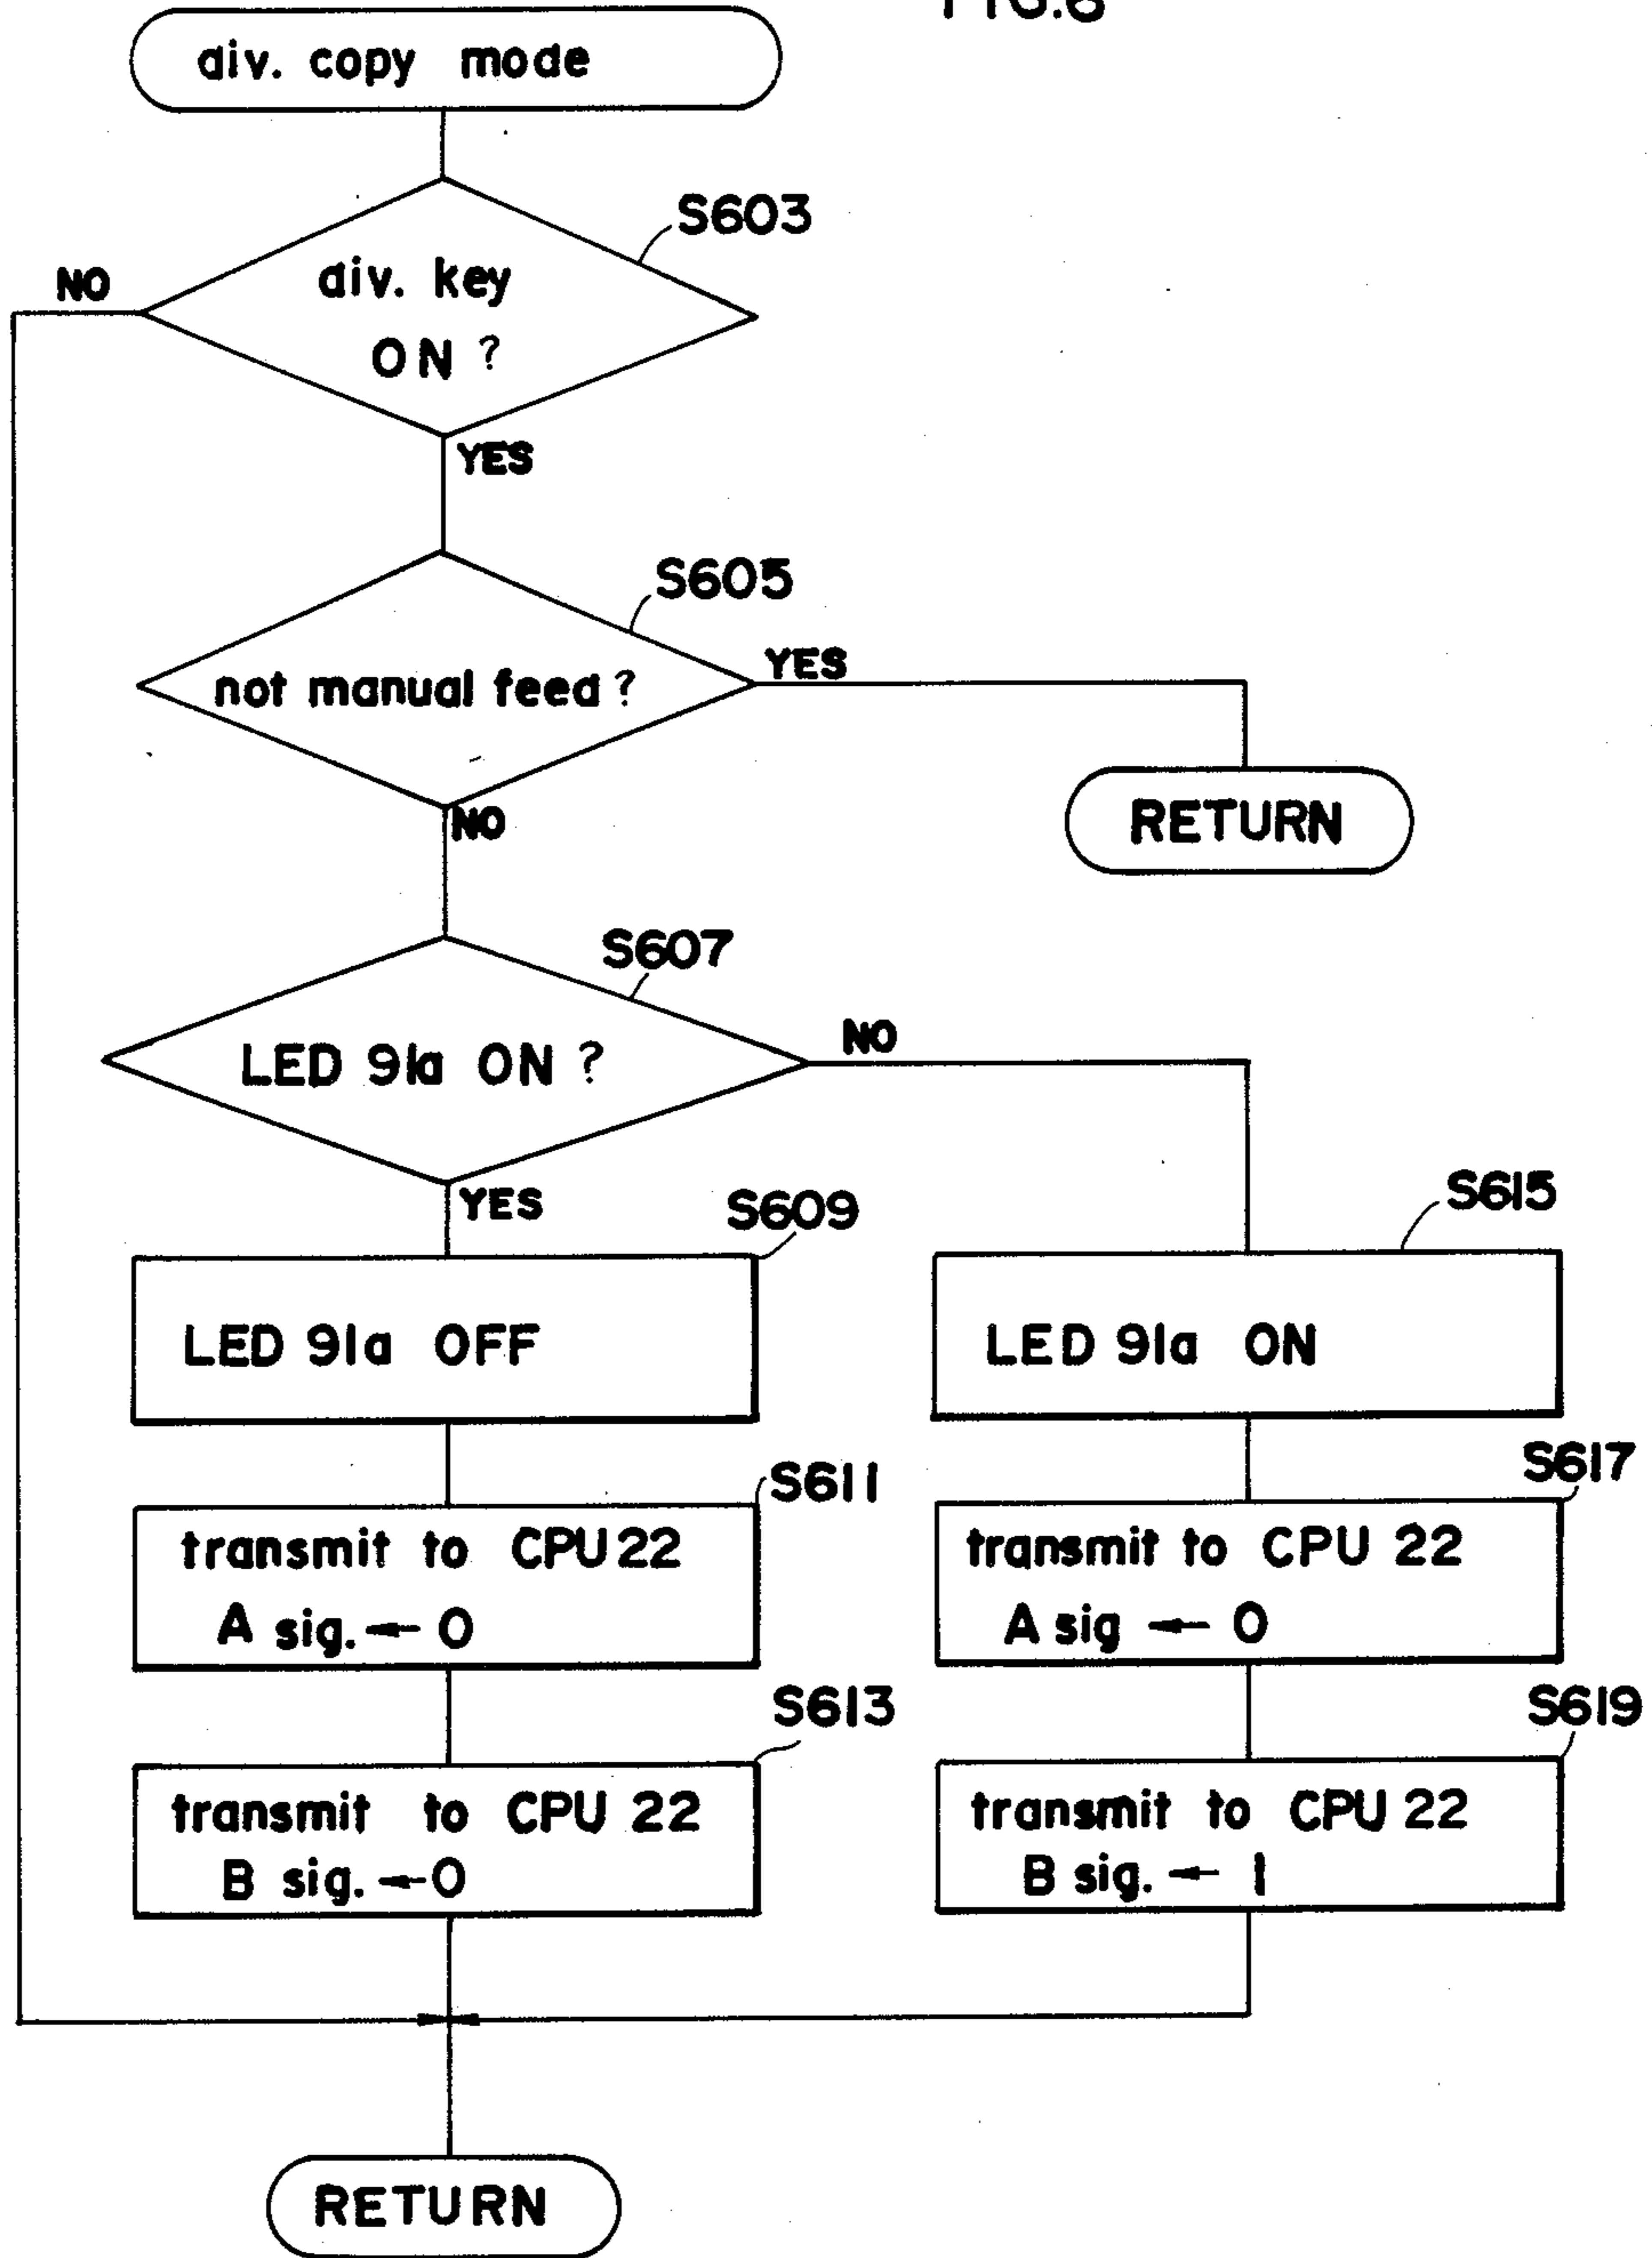 FIG.8
div. copy mode
S603
NO
div. key
ON ?
YES
S605
YES
not manual feed ?
NO
RETURN
S607
NO
LED 91a ON ?
YES
S609
S615
LED 91a OFF
LED 91a ON
S611
S617
transmit to CPU 22
A sig. ← 0
transmit to CPU 22
A sig ← 0
S613
S619
transmit to CPU 22
B sig. ← 0
transmit to CPU 22
B sig. ← 1
RETURN